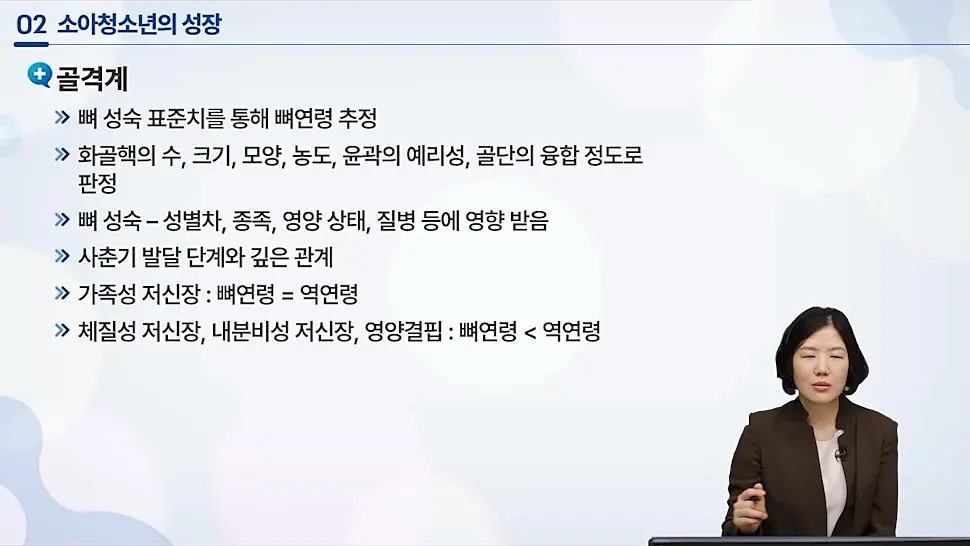 02 소아청소년의 성장
골격계
» 뼈 성숙 표준치를 통해 뼈연령 추정
» 화골핵의 수, 크기, 모양, 농도, 윤곽의 예리성, 골단의 융합 정도로
판정
» 뼈 성숙 – 성별차, 종족, 영양 상태, 질병 등에 영향 받음
» 사춘기 발달 단계와 깊은 관계
» 가족성 저신장 : 뼈연령 = 역연령
» 체질성 저신장, 내분비성 저신장, 영양결핍 : 뼈연령 < 역연령